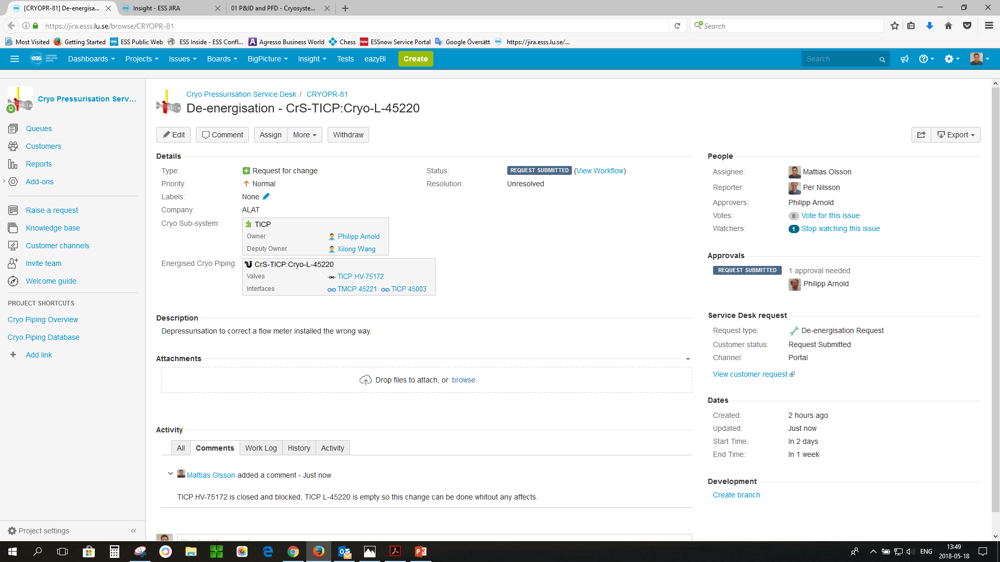 [CRYOPR-81] De-energisa...
Insight - ESS JIRA
01 P&ID and PFD - Cryosyste...
https://jira.esss.lu.se/browse/CRYOPR-81
Search
Most Visited Getting Started ESS Public Web ESS Inside - ESS Confl... Agresso Business World Chess ESSnow Service Portal Google Översätt https://jira.esss.lu.se/...
ess EUROPEAN SPALLATION SOURCE Dashboards Projects Issues Boards BigPicture Insight Tests eazyBI Create Search
Cryo Pressurisation Serv...
Queues
Customers
Reports
Add-ons
Raise a request
Knowledge base
Customer channels
Invite team
Welcome guide
PROJECT SHORTCUTS
Cryo Piping Overview
Cryo Piping Database
Add link
Project settings
Cryo Pressurisation Service Desk / CRYOPR-81
De-energisation - CrS-TICP:Cryo-L-45220
Edit Comment Assign More Withdraw Export
Details
Type: Request for change
Priority: Normal
Labels: None
Company: ALAT
Cryo Sub-system: TICP
Owner Philipp Arnold
Deputy Owner Xilong Wang
Energised Cryo Piping: CrS-TICP:Cryo-L-45220
Valves TICP HV-75172
Interfaces TMCP 45221 TICP 45003
Status: REQUEST SUBMITTED (View Workflow)
Resolution: Unresolved
Description
Depressurisation to correct a flow meter installed the wrong way.
Attachments
Drop files to attach, or browse.
Activity
All Comments Work Log History Activity
Mattias Olsson added a comment - Just now
TICP HV-75172 is closed and blocked, TICP L-45220 is empty so this change can be done whitout any affects.
Click to add comment
People
Assignee: Mattias Olsson
Reporter: Per Nilsson
Approvers: Philipp Arnold
Votes: 0 Vote for this issue
Watchers: 1 Stop watching this issue
Approvals
REQUEST SUBMITTED 1 approval needed
Philipp Arnold
Service Desk request
Request type: De-energisation Request
Customer status: Request Submitted
Channel: Portal
View customer request
Dates
Created: 2 hours ago
Updated: Just now
Start Time: In 2 days
End Time: In 1 week
Development
Create branch
ENG
13:49
2018-05-18